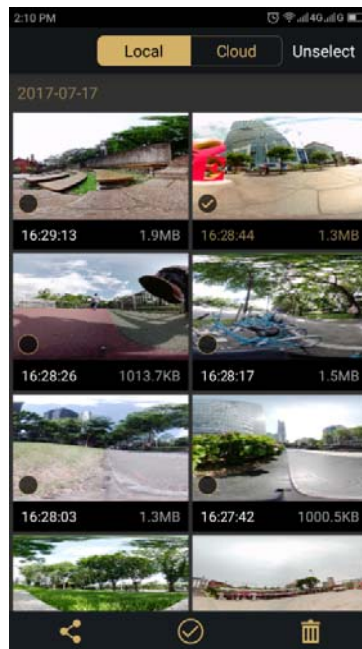 2:10 PM 4G G
Local Cloud Unselect
2017-07-17
16:29:13 1.9MB 16:28:44 1.3MB
16:28:26 1013.7KB 16:28:17 1.5MB
16:28:03 1.3MB 16:27:42 1000.5KB